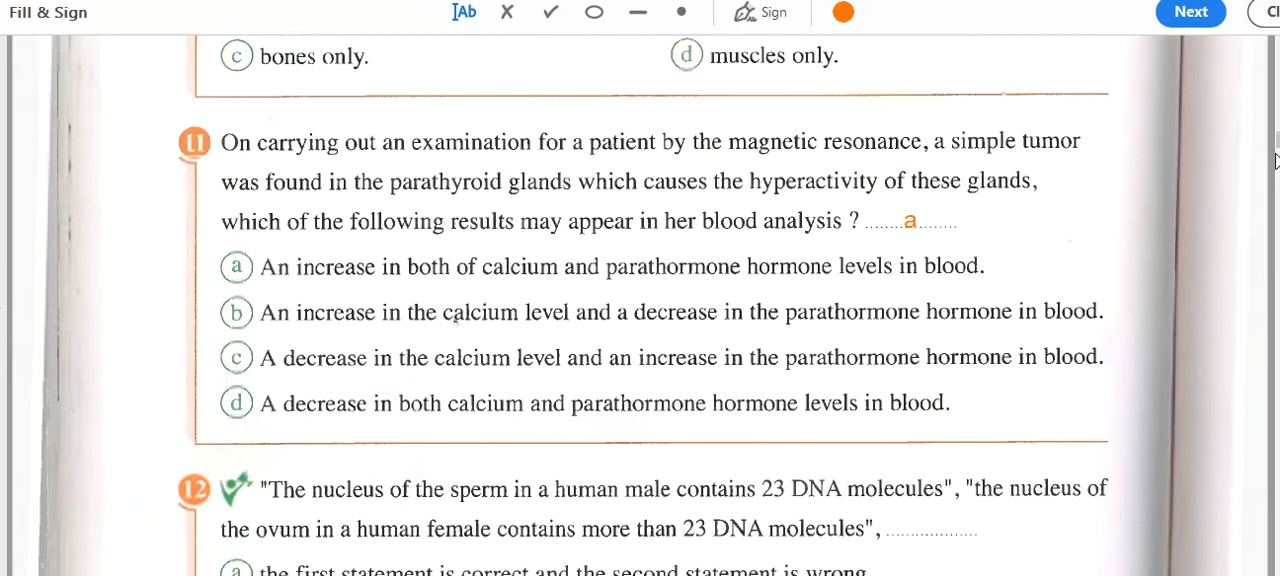 Fill & Sign
Ab
Sign
Next
Cl
c bones only.
d muscles only.
11 On carrying out an examination for a patient by the magnetic resonance, a simple tumor
was found in the parathyroid glands which causes the hyperactivity of these glands,
which of the following results may appear in her blood analysis ? ........a........
a An increase in both of calcium and parathormone hormone levels in blood.
b An increase in the calcium level and a decrease in the parathormone hormone in blood.
c A decrease in the calcium level and an increase in the parathormone hormone in blood.
d A decrease in both calcium and parathormone hormone levels in blood.
12 "The nucleus of the sperm in a human male contains 23 DNA molecules", "the nucleus of
the ovum in a human female contains more than 23 DNA molecules", ...................
a the first statement is correct and the second statement is wrong.